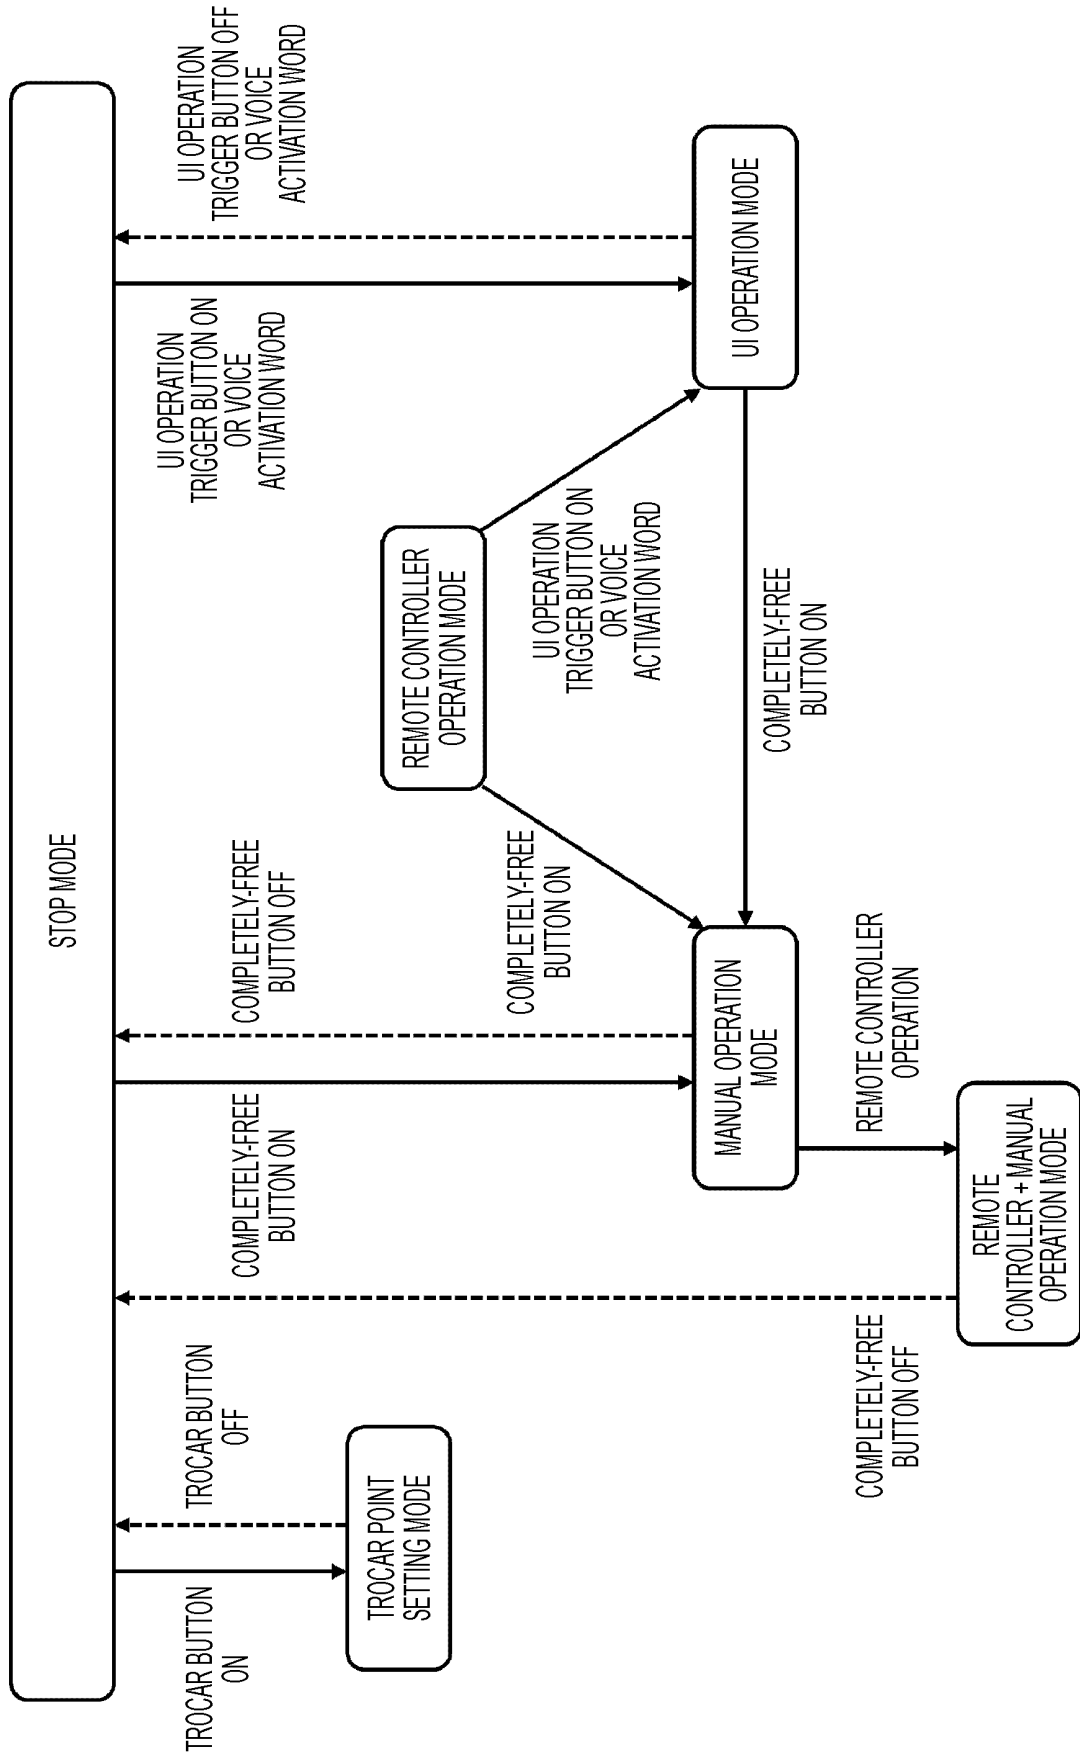 STOP MODE
TROCAR BUTTON
ON
TROCAR BUTTON
OFF
COMPLETELY-FREE
BUTTON ON
COMPLETELY-FREE
BUTTON OFF
UI OPERATION
TRIGGER BUTTON ON
OR VOICE
ACTIVATION WORD
UI OPERATION
TRIGGER BUTTON OFF
OR VOICE
ACTIVATION WORD
TROCAR POINT
SETTING MODE
REMOTE CONTROLLER
OPERATION MODE
COMPLETELY-FREE
BUTTON ON
UI OPERATION
TRIGGER BUTTON ON
OR VOICE
ACTIVATION WORD
MANUAL OPERATION
MODE
UI OPERATION MODE
COMPLETELY-FREE
BUTTON ON
COMPLETELY-FREE
BUTTON OFF
REMOTE CONTROLLER
OPERATION
REMOTE
CONTROLLER + MANUAL
OPERATION MODE